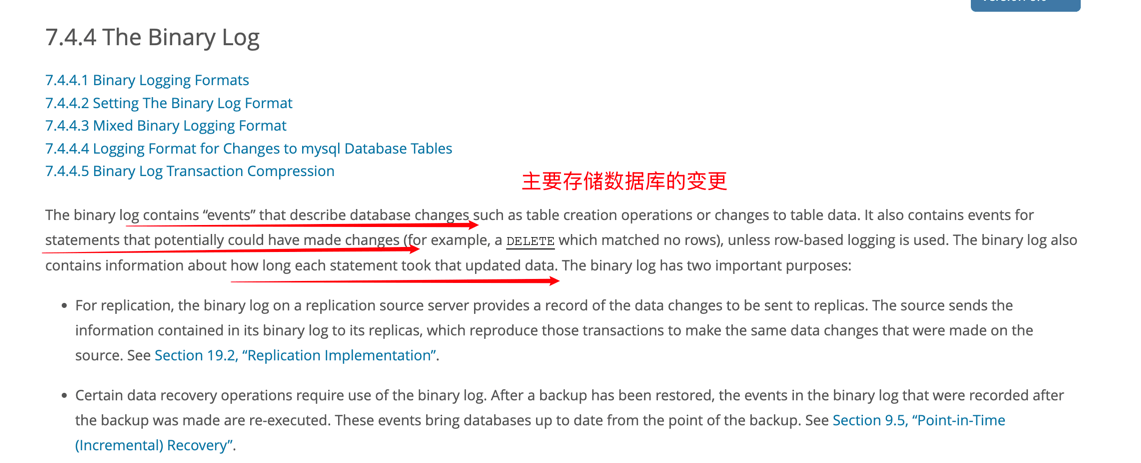 7.4.4 The Binary Log
7.4.4.1 Binary Logging Formats
7.4.4.2 Setting The Binary Log Format
7.4.4.3 Mixed Binary Logging Format
7.4.4.4 Logging Format for Changes to mysql Database Tables
7.4.4.5 Binary Log Transaction Compression
主要存储数据库的变更
The binary log contains “events” that describe database changes such as table creation operations or changes to table data. It also contains events for
statements that potentially could have made changes (for example, a DELETE which matched no rows), unless row-based logging is used. The binary log also
contains information about how long each statement took that updated data. The binary log has two important purposes:
• For replication, the binary log on a replication source server provides a record of the data changes to be sent to replicas. The source sends the
information contained in its binary log to its replicas, which reproduce those transactions to make the same data changes that were made on the
source. See Section 19.2, “Replication Implementation”.
• Certain data recovery operations require use of the binary log. After a backup has been restored, the events in the binary log that were recorded after
the backup was made are re-executed. These events bring databases up to date from the point of the backup. See Section 9.5, “Point-in-Time
(Incremental) Recovery”.